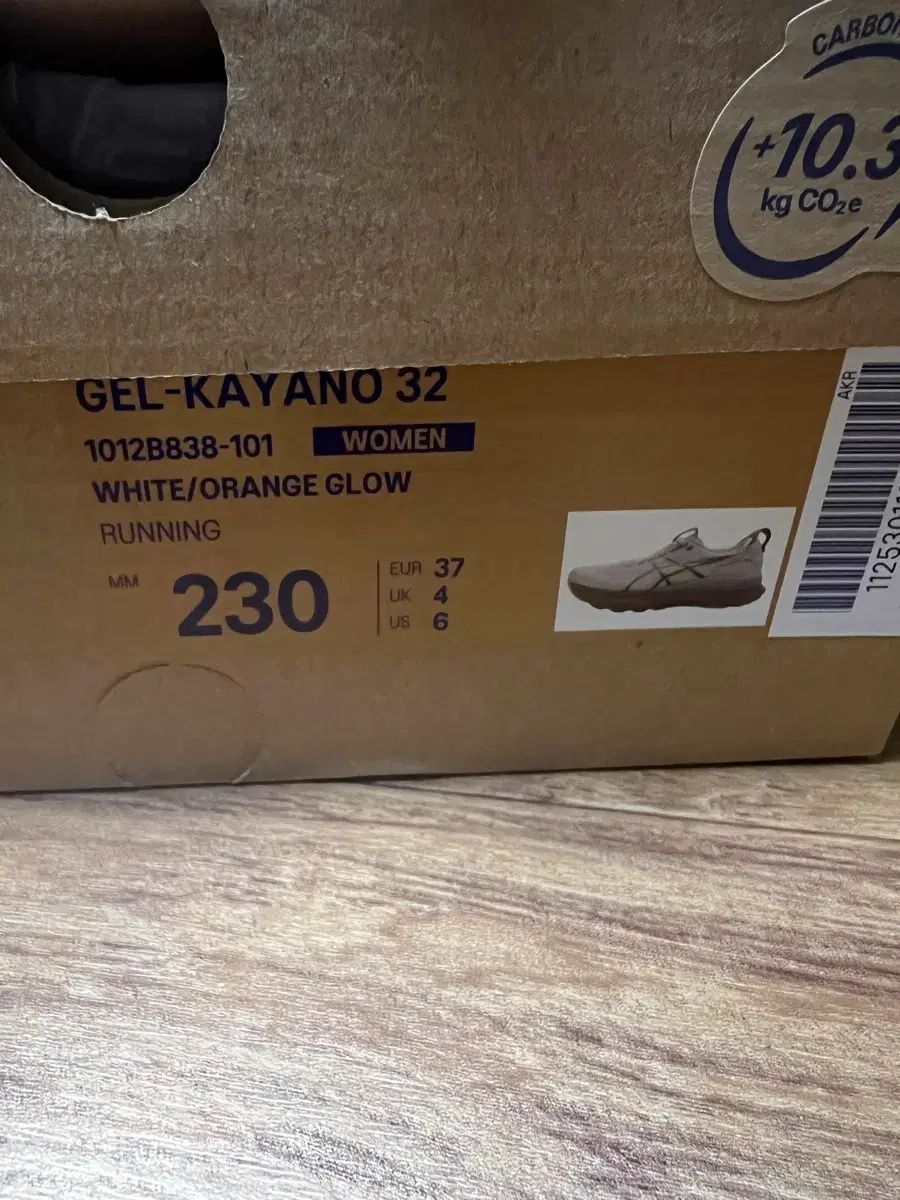 CARBO
+10.3
kg CO₂e
GEL-KAYANO 32
1012B838-101 WOMEN
WHITE/ORANGE GLOW
RUNNING
MM 230
EUR 37
UK 4
US 6
AKR